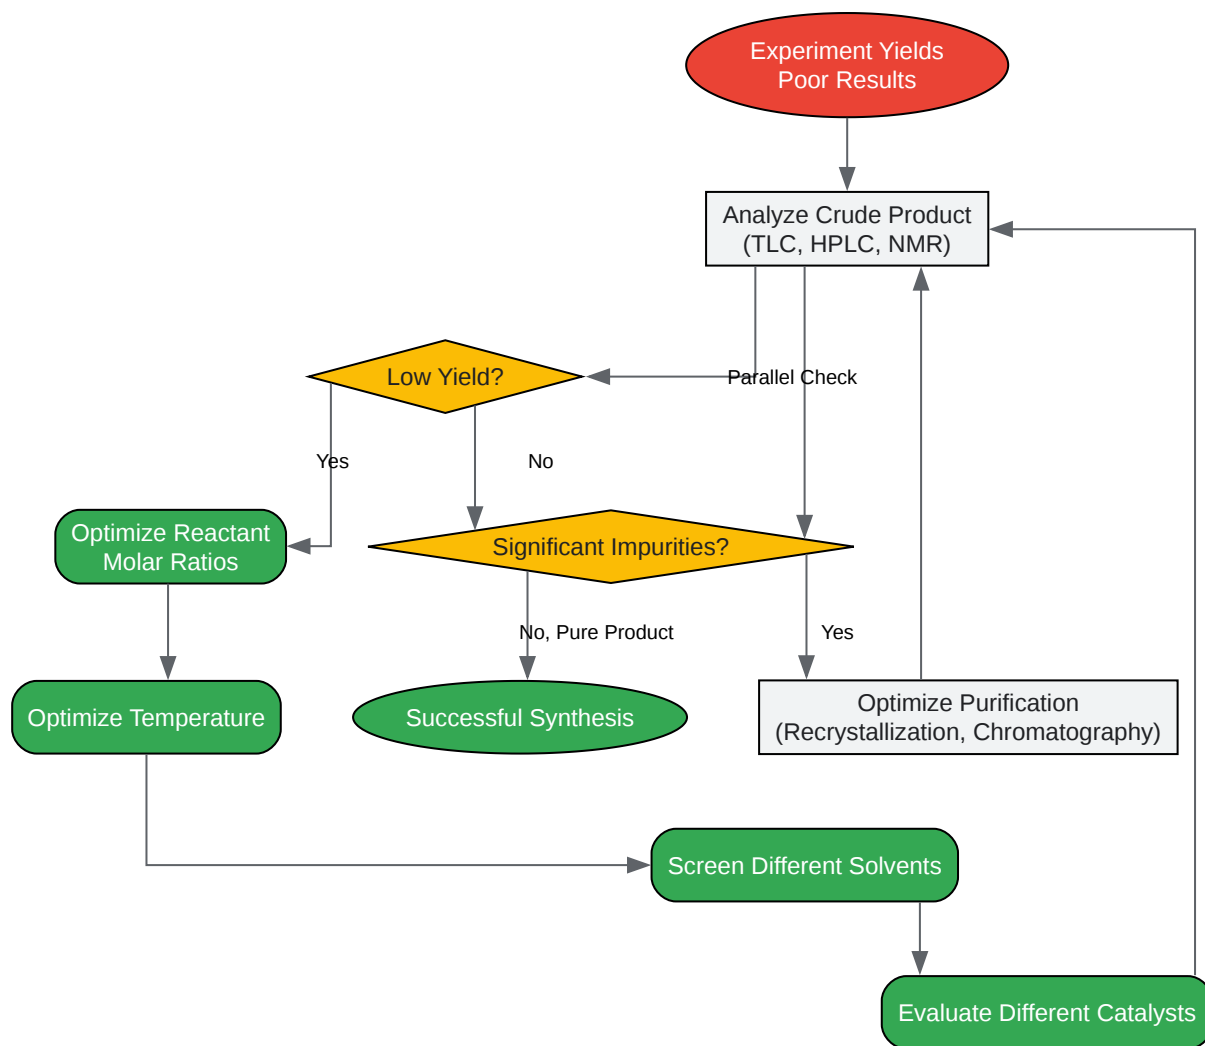 Experiment Yields
Poor Results
Analyze Crude Product
(TLC, HPLC, NMR)
Low Yield?
Parallel Check
Yes
No
Optimize Reactant
Molar Ratios
Significant Impurities?
No, Pure Product
Yes
Optimize Temperature
Successful Synthesis
Optimize Purification
(Recrystallization, Chromatography)
Screen Different Solvents
Evaluate Different Catalysts